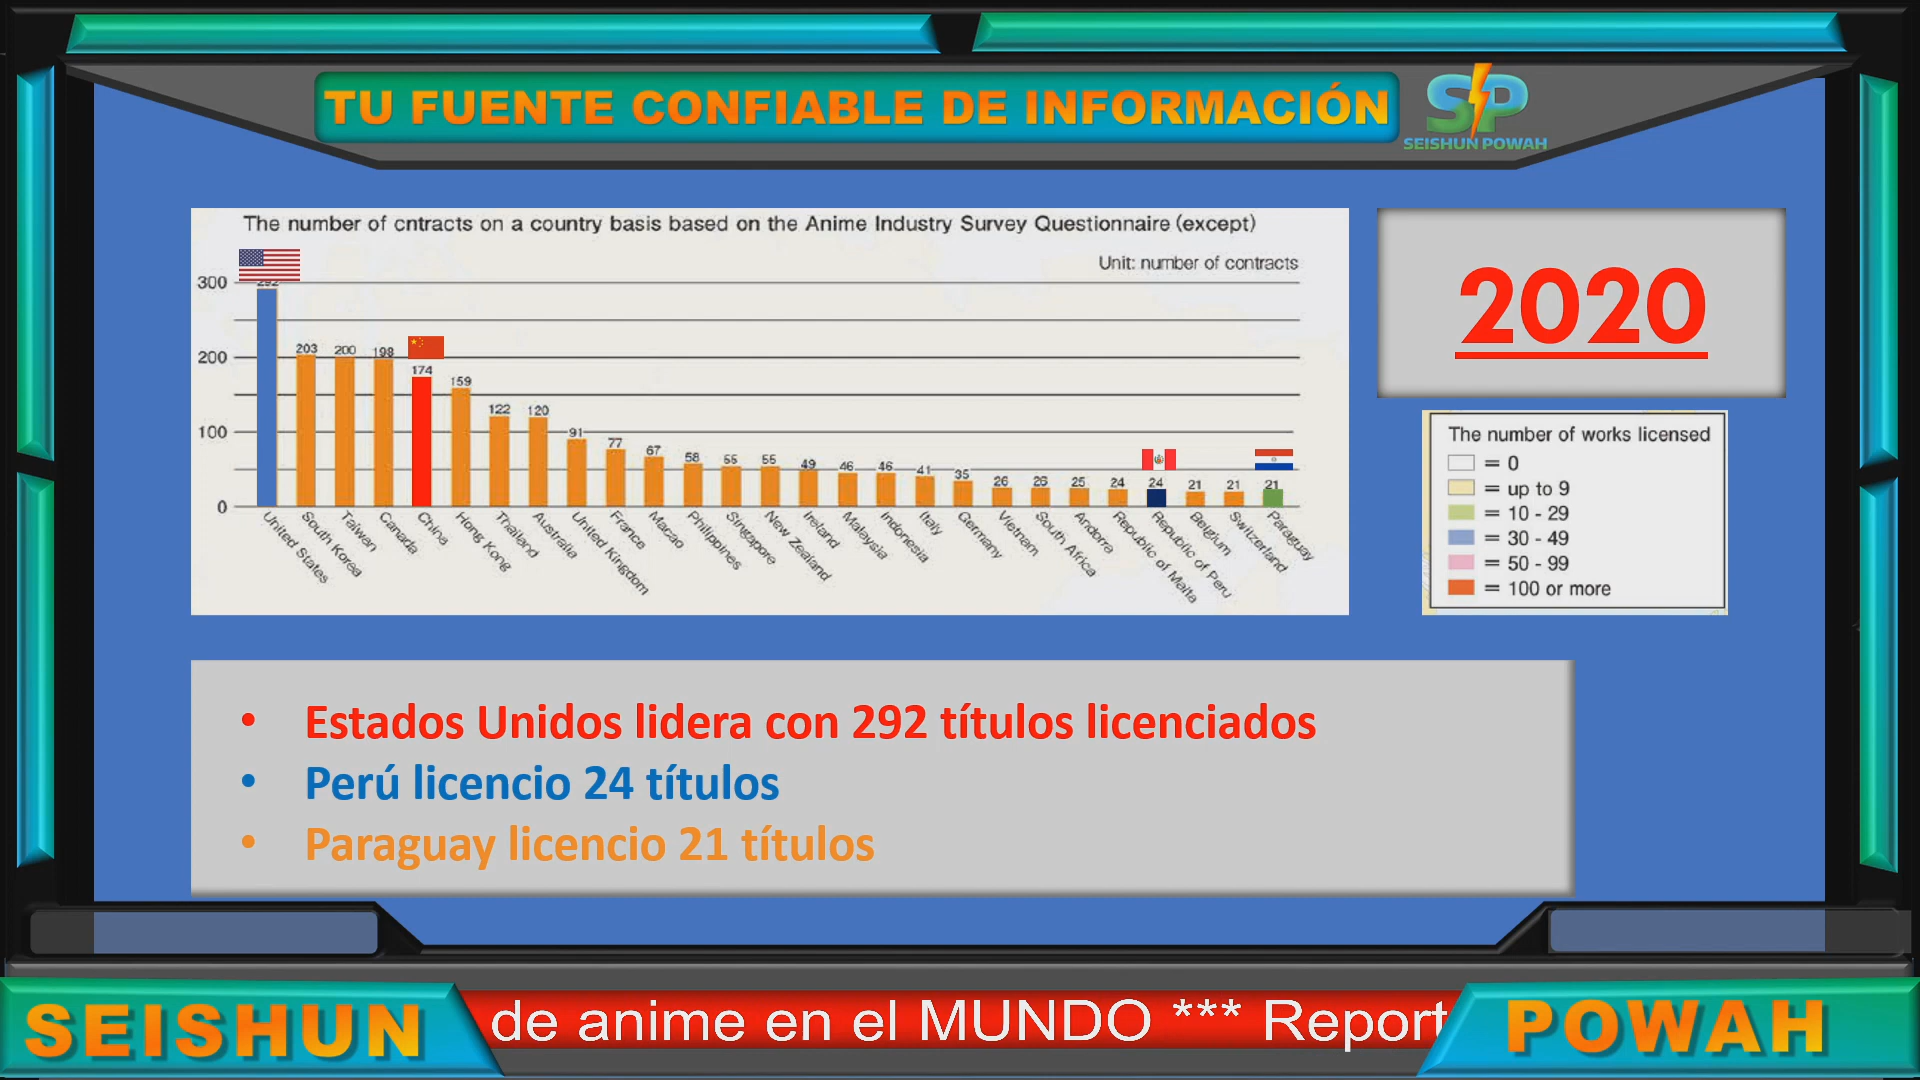 TU FUENTE CONFIABLE DE INFORMACIÓN
SP
SEISHUN POWAH
The number of cntracts on a country basis based on the Anime Industry Survey Questionnaire (except)
Unit: number of contracts
300
200
100
0
292
203
200
198
174
159
122
120
91
77
67
58
55
55
49
46
46
41
35
26
26
25
24
24
21
21
21
United States
South Korea
Taiwan
Canada
China
Hong Kong
Thailand
Australia
United Kingdom
France
Macao
Philippines
Singapore
New Zealand
Ireland
Malaysia
Indonesia
Italy
Germany
Vietnam
South Africa
Andorra
Republic of Malta
Republic of Peru
Belgium
Switzerland
Paraguay
2020
The number of works licensed
= 0
= up to 9
= 10 - 29
= 30 - 49
= 50 - 99
= 100 or more
• Estados Unidos lidera con 292 títulos licenciados
• Perú licencio 24 títulos
• Paraguay licencio 21 títulos
SEISHUN
de anime en el MUNDO *** Report
POWAH